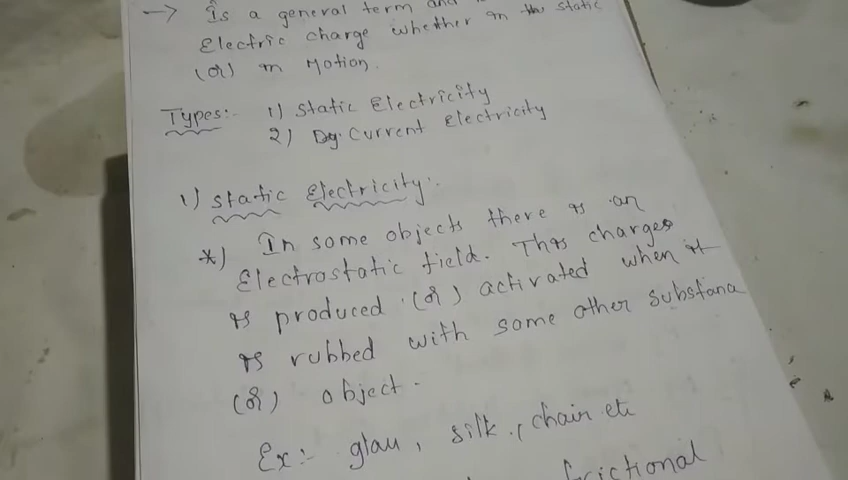 → Is a general term and
Electric charge whether in the static
(or) in Motion.
Types:- 1) Static Electricity
2) Dy. Current Electricity
1) Static Electricity:
*) In some objects there is an
Electrostatic field. This charges
is produced (or) activated when it
is rubbed with some other substana
(or) object.
Ex:- glau, silk, chair etc
frictional